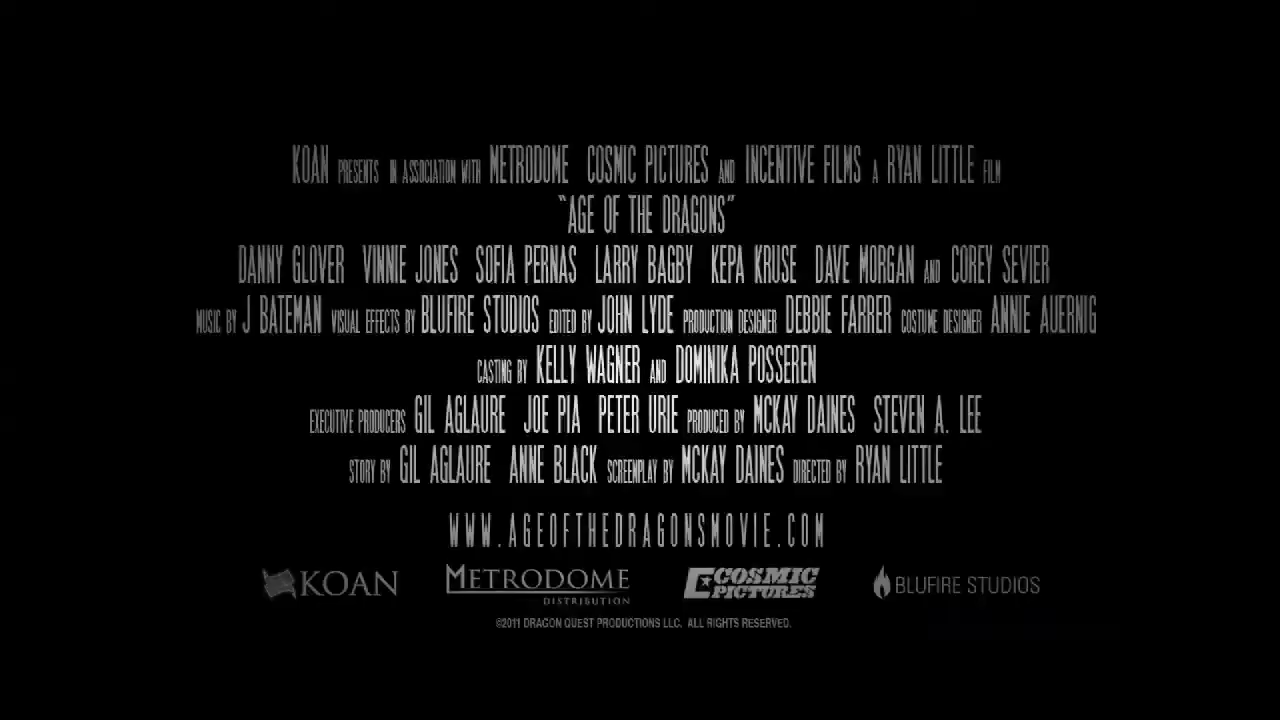 KOAN PRESENTS IN ASSOCIATION WITH METRODOME COSMIC PICTURES AND INCENTIVE FILMS A RYAN LITTLE FILM
"AGE OF THE DRAGONS"
DANNY GLOVER VINNIE JONES SOFIA PERNAS LARRY BAGBY KEPA KRUSE DAVE MORGAN AND COREY SEVIER
MUSIC BY J BATEMAN VISUAL EFFECTS BY BLUFIRE STUDIOS EDITED BY JOHN LYDE PRODUCTION DESIGNER DEBBIE FARRER COSTUME DESIGNER ANNIE AUERNIG
CASTING BY KELLY WAGNER AND DOMINIKA POSSEREN
EXECUTIVE PRODUCERS GIL AGLAURE JOE PIA PETER URIE PRODUCED BY MCKAY DAINES STEVEN A. LEE
STORY BY GIL AGLAURE ANNE BLACK SCREENPLAY BY MCKAY DAINES DIRECTED BY RYAN LITTLE
WWW.AGEOFTHEDRAGONSMOVIE.COM
KOAN METRODOME DISTRIBUTION COSMIC PICTURES BLUFIRE STUDIOS
©2011 DRAGON QUEST PRODUCTIONS LLC. ALL RIGHTS RESERVED.